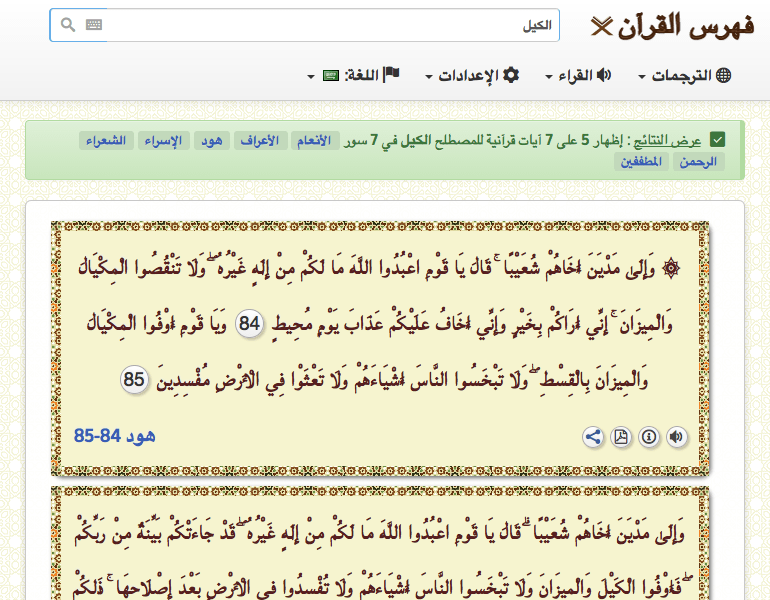 فهرس القرآن
الكيل
الترجمات القراء الإعدادات اللغة:
عرض النتائج : إظهار 5 على 7 آيات قرآنية للمصطلح الكيل في 7 سور الأنعام الأعراف هود الإسراء الشعراء
الرحمن المطففين
۞ وَإِلَىٰ مَدْيَنَ أَخَاهُمْ شُعَيْبًا ۚ قَالَ يَا قَوْمِ اعْبُدُوا اللَّهَ مَا لَكُمْ مِنْ إِلَٰهٍ غَيْرُهُ ۖ وَلَا تَنْقُصُوا الْمِكْيَالَ
وَالْمِيزَانَ ۚ إِنِّي أَرَاكُمْ بِخَيْرٍ وَإِنِّي أَخَافُ عَلَيْكُمْ عَذَابَ يَوْمٍ مُحِيطٍ 84 وَيَا قَوْمِ أَوْفُوا الْمِكْيَالَ
وَالْمِيزَانَ بِالْقِسْطِ ۖ وَلَا تَبْخَسُوا النَّاسَ أَشْيَاءَهُمْ وَلَا تَعْثَوْا فِي الْأَرْضِ مُفْسِدِينَ 85
هود 84-85
وَإِلَىٰ مَدْيَنَ أَخَاهُمْ شُعَيْبًا ۗ قَالَ يَا قَوْمِ اعْبُدُوا اللَّهَ مَا لَكُمْ مِنْ إِلَٰهٍ غَيْرُهُ ۖ قَدْ جَاءَتْكُمْ بَيِّنَةٌ مِنْ رَبِّكُمْ
ۖ فَأَوْفُوا الْكَيْلَ وَالْمِيزَانَ وَلَا تَبْخَسُوا النَّاسَ أَشْيَاءَهُمْ وَلَا تُفْسِدُوا فِي الْأَرْضِ بَعْدَ إِصْلَاحِهَا ۚ ذَٰلِكُمْ